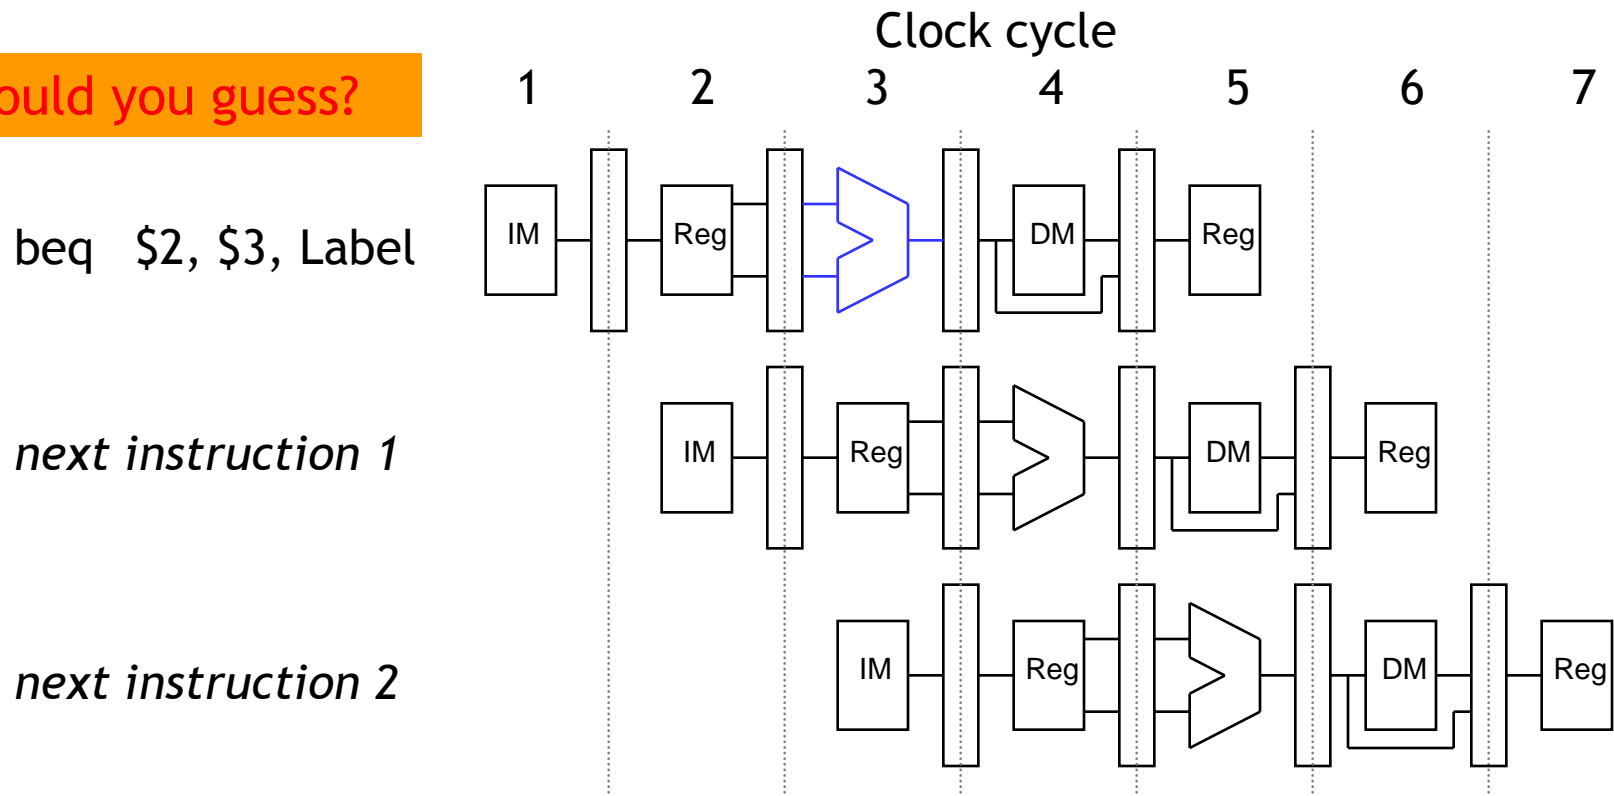 Clock cycle
you guess?
1 2 3 4 5 6 7
beq $2, $3, Label
IM Reg DM Reg
next instruction 1
IM Reg DM Reg
next instruction 2
IM Reg DM Reg